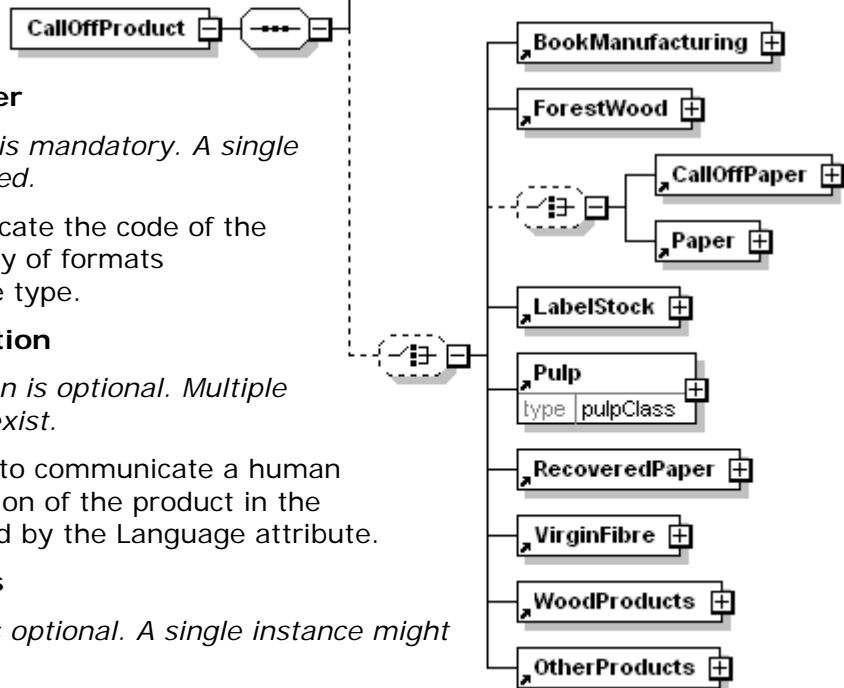 CallOffProduct
er
is mandatory. A single
ed.
cate the code of the
y of formats
e type.
tion
n is optional. Multiple
exist.
to communicate a human
on of the product in the
d by the Language attribute.
s
s optional. A single instance might
BookManufacturing
ForestWood
CallOffPaper
Paper
LabelStock
Pulp
type pulpClass
RecoveredPaper
VirginFibre
WoodProducts
OtherProducts